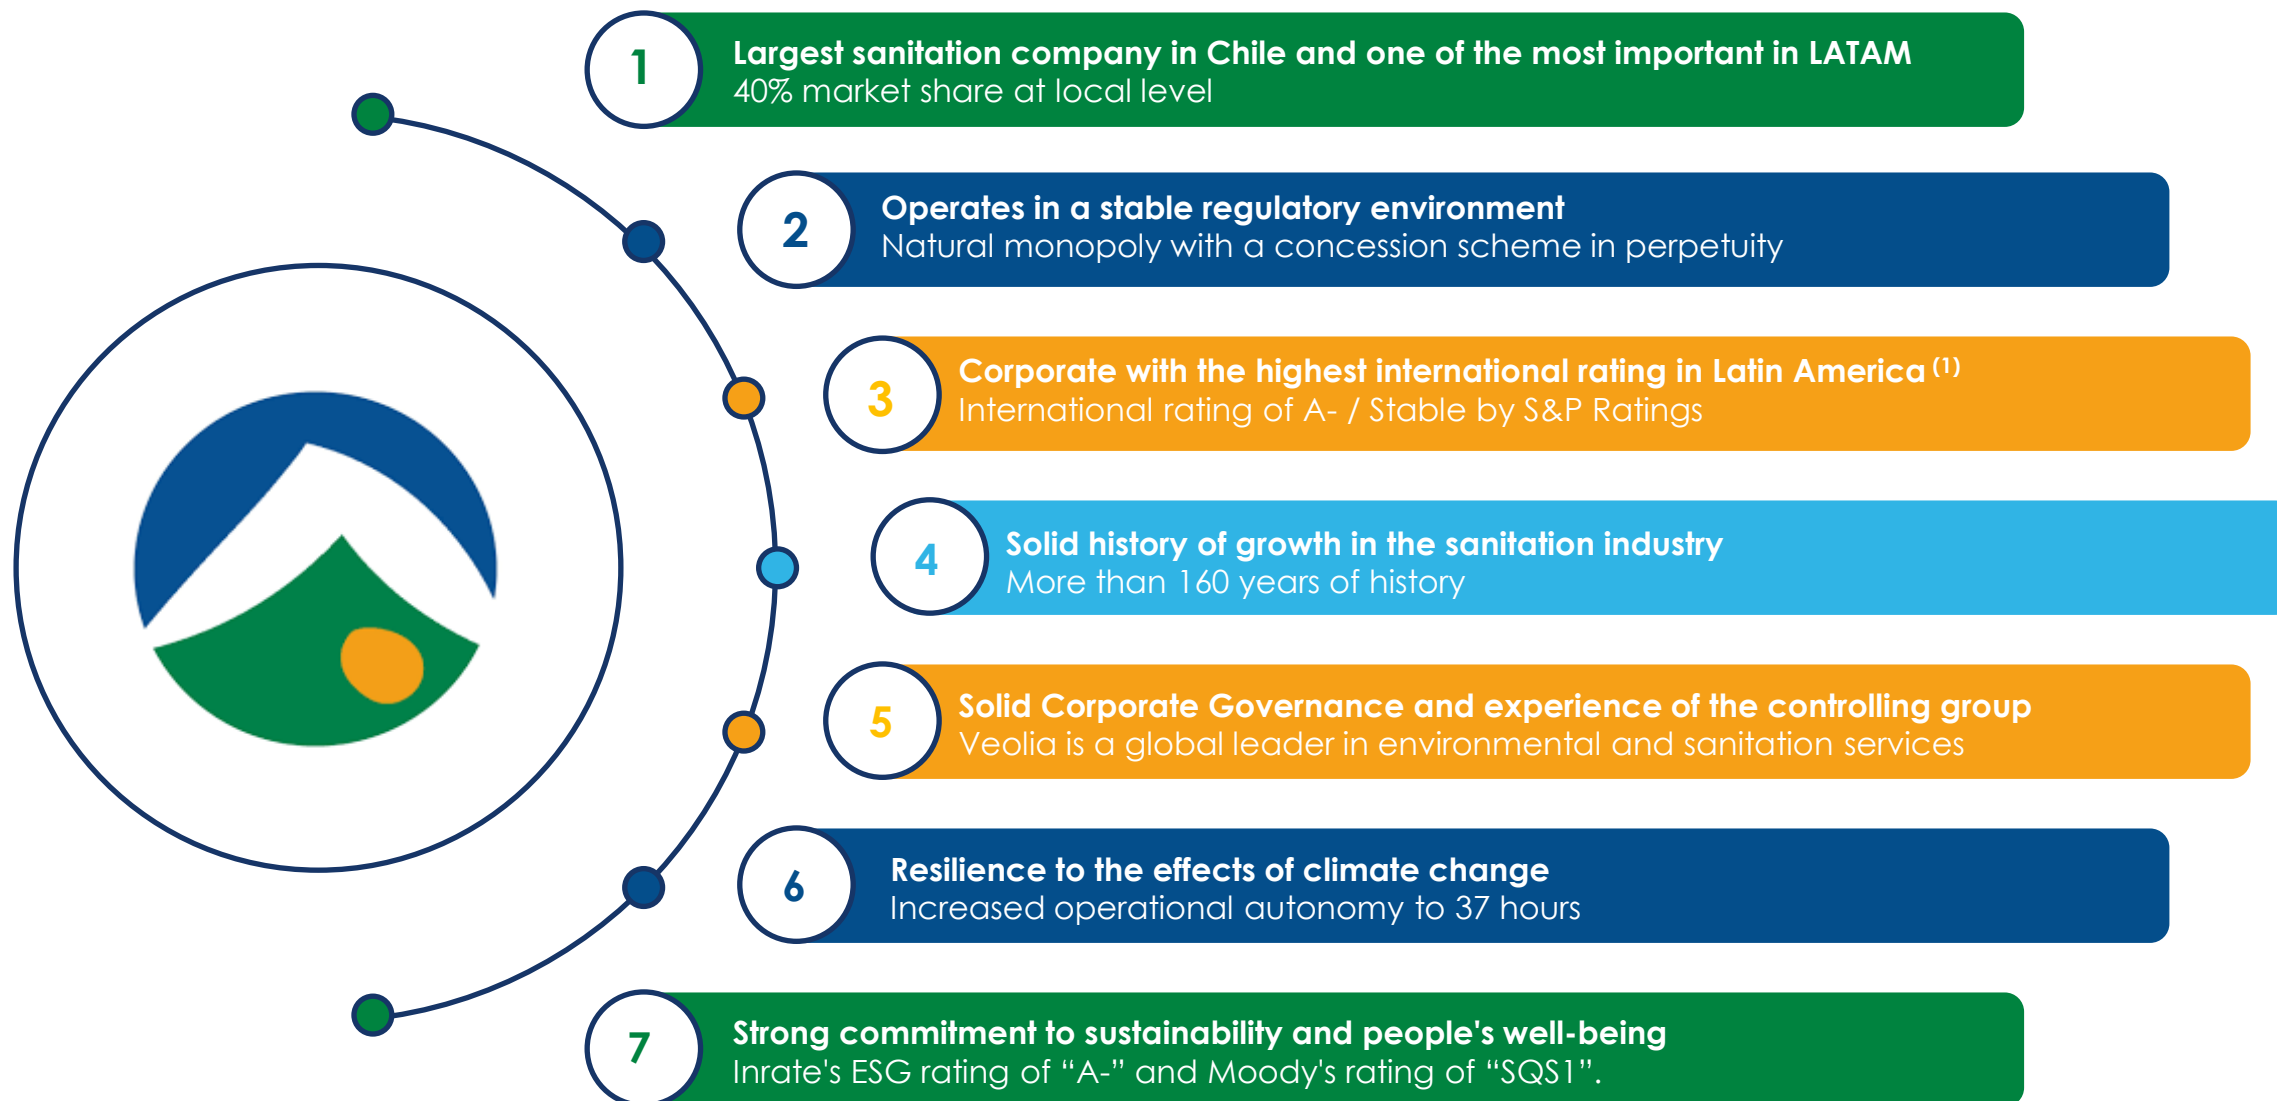 1
Largest sanitation company in Chile and one of the most important in LATAM
40% market share at local level
2
Operates in a stable regulatory environment
Natural monopoly with a concession scheme in perpetuity
3
Corporate with the highest international rating in Latin America (1)
International rating of A- / Stable by S&P Ratings
4
Solid history of growth in the sanitation industry
More than 160 years of history
5
Solid Corporate Governance and experience of the controlling group
Veolia is a global leader in environmental and sanitation services
6
Resilience to the effects of climate change
Increased operational autonomy to 37 hours
7
Strong commitment to sustainability and people's well-being
Inrate's ESG rating of “A-” and Moody's rating of “SQS1”.